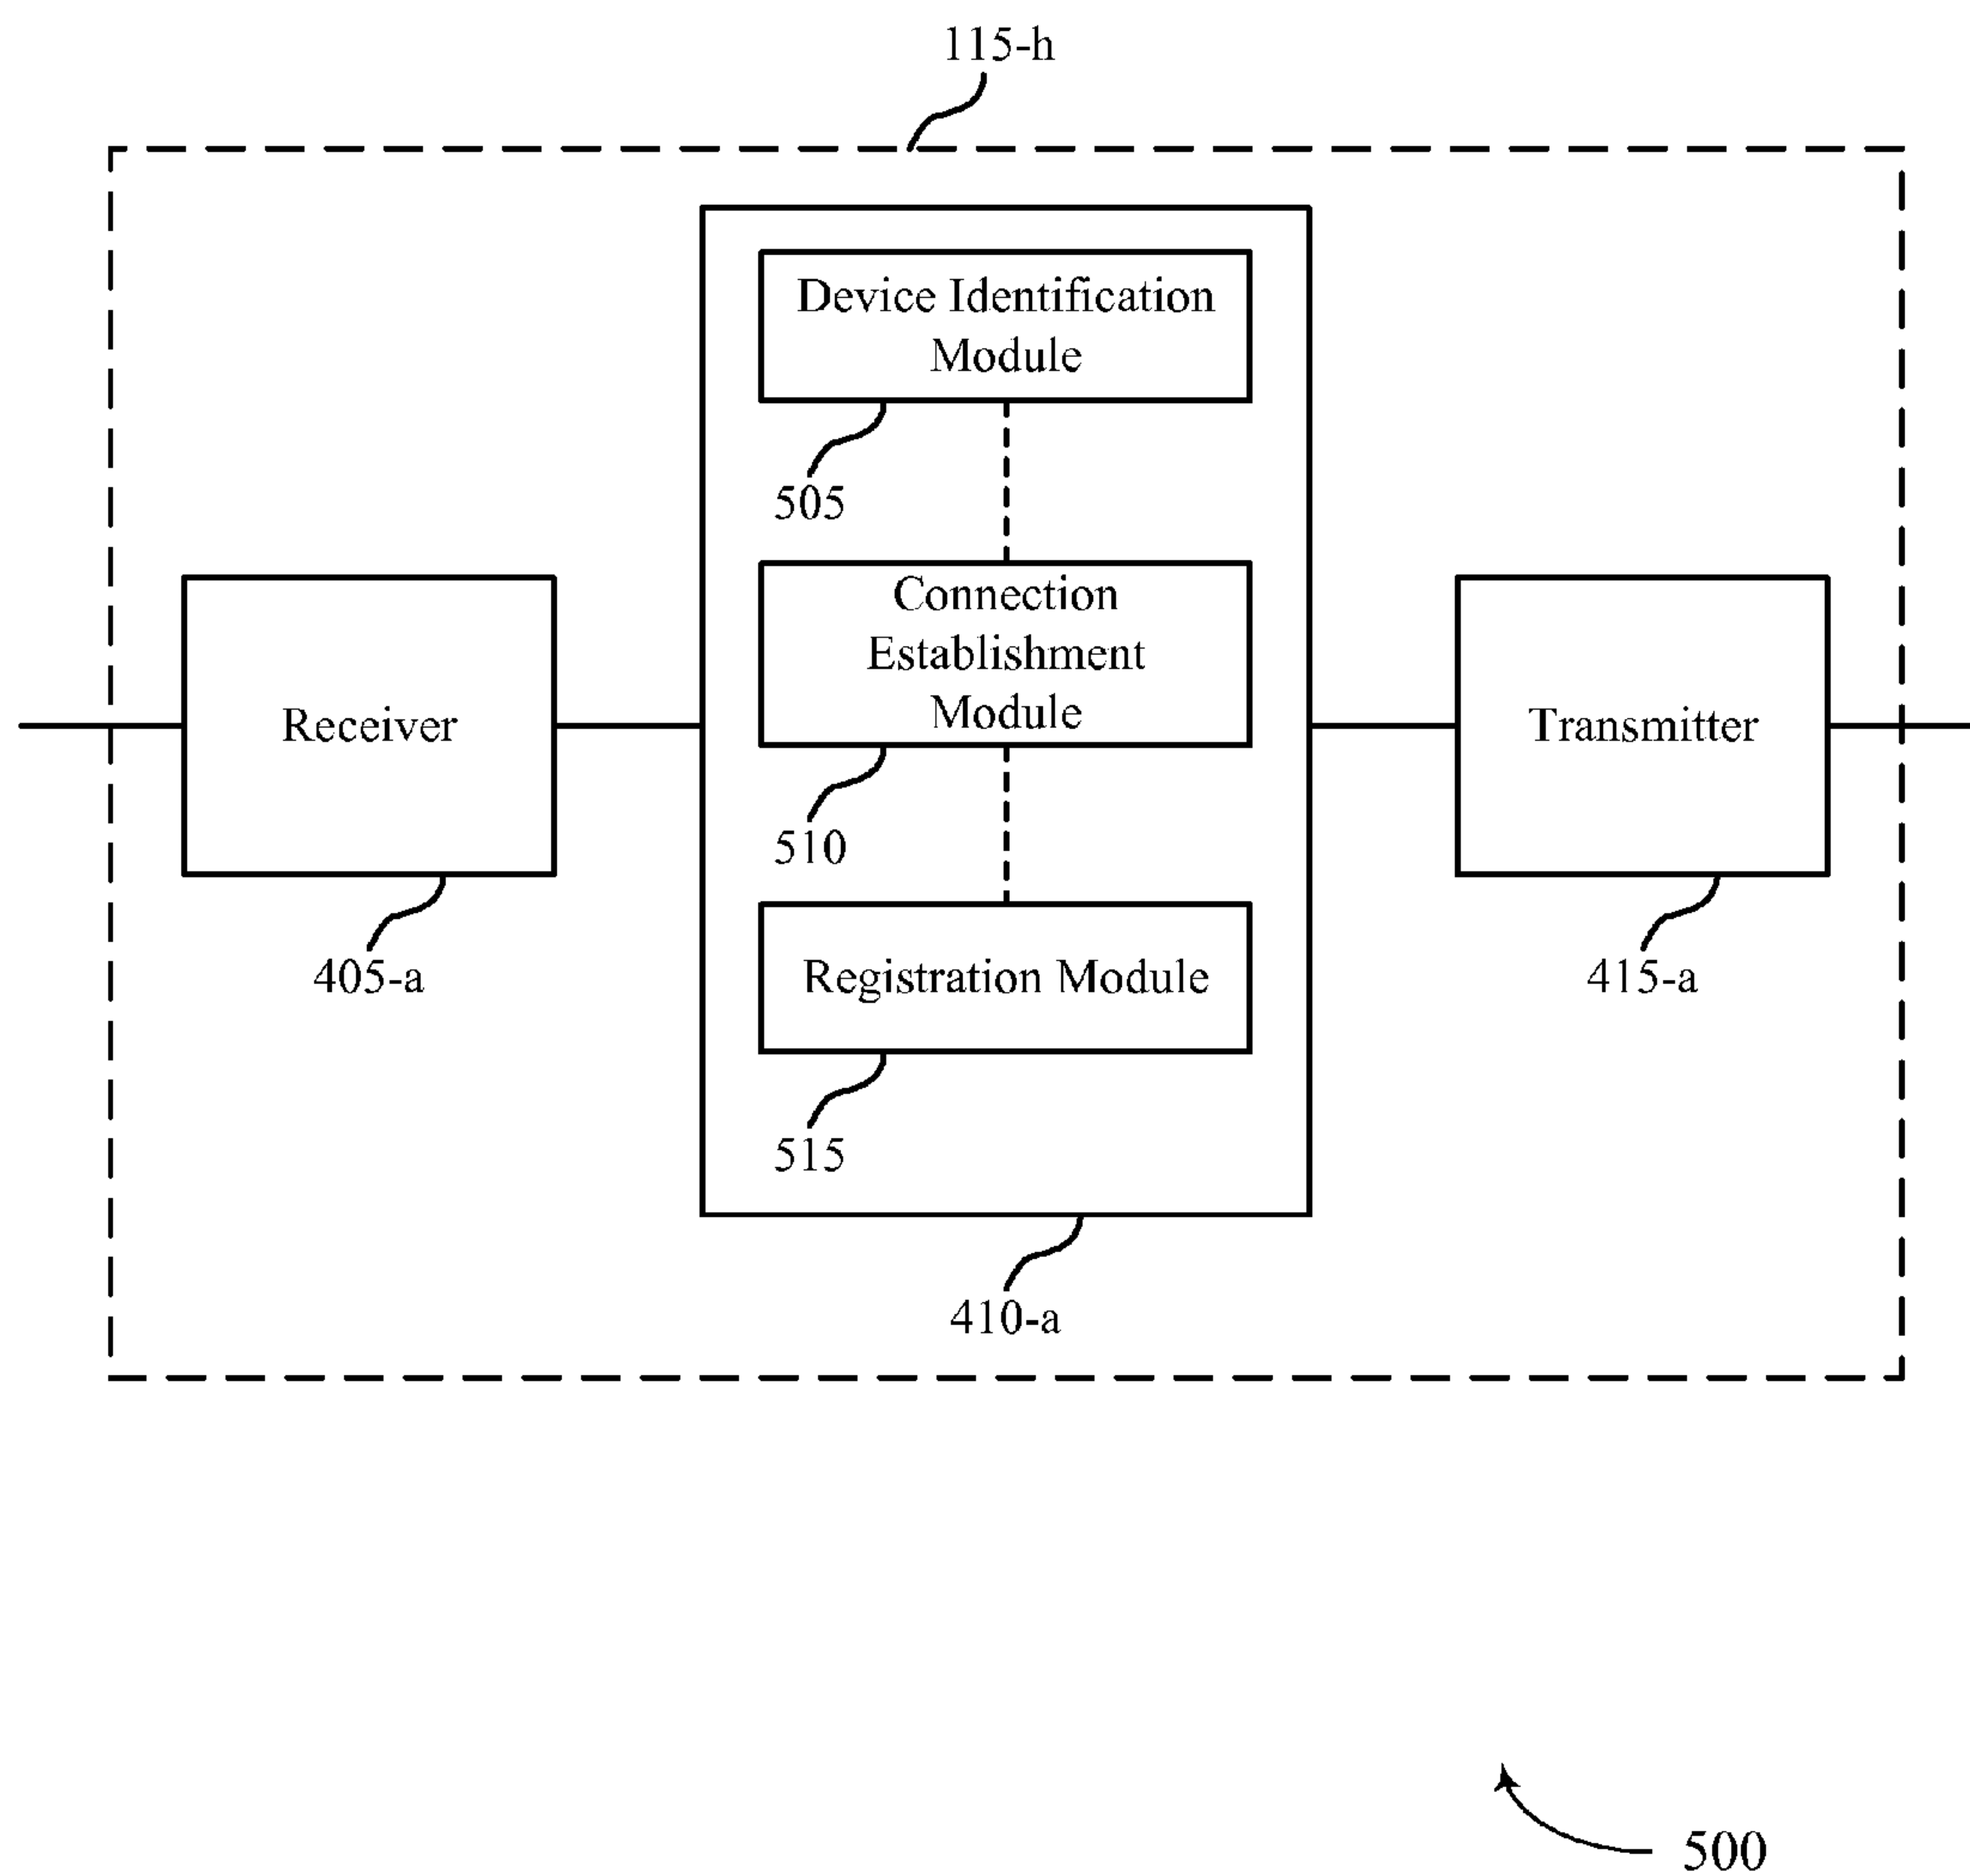 115-h
Device Identification
Module
505
Connection
Establishment
Module
510
Receiver
405-a
Transmitter
415-a
Registration Module
515
410-a
500